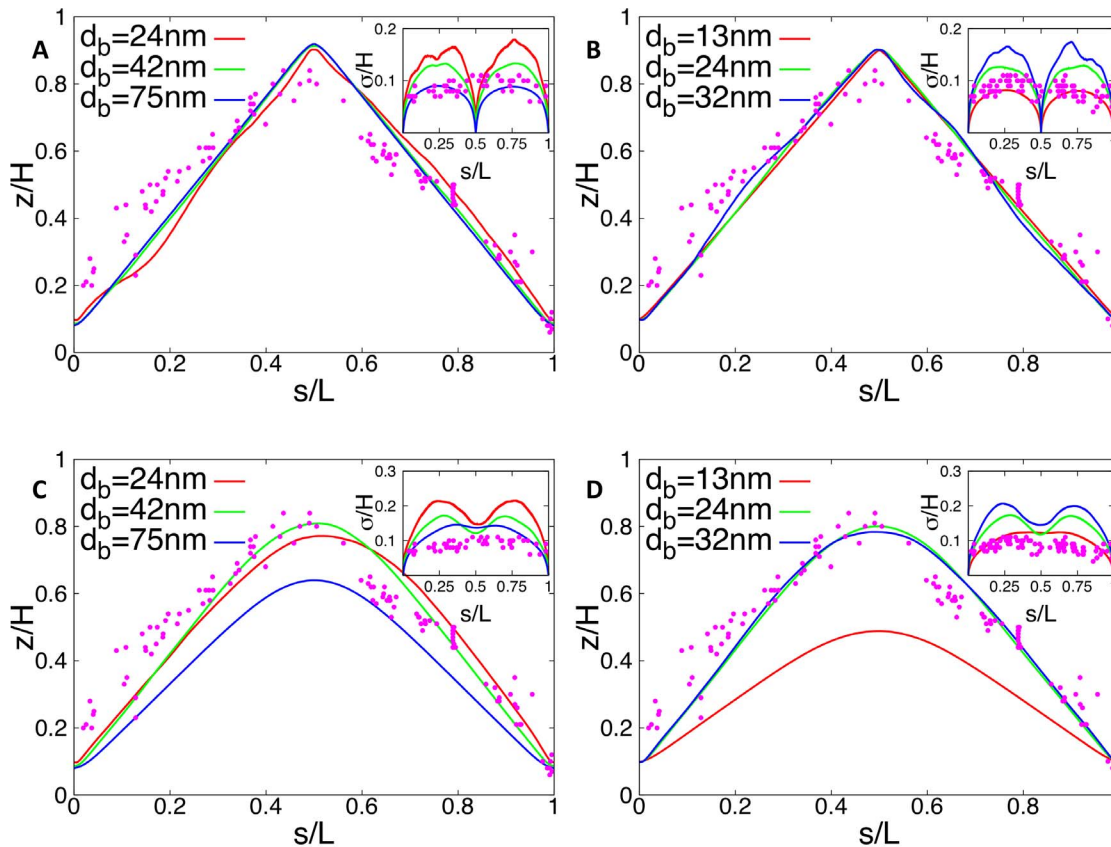 A
d_b=24nm
d_b=42nm
d_b=75nm
z/H
1
0.8
0.6
0.4
0.2
0
0 0.2 0.4 0.6 0.8 1
s/L
σ/H
0.2
0.1
0.25 0.5 0.75 1
s/L
B
d_b=13nm
d_b=24nm
d_b=32nm
z/H
1
0.8
0.6
0.4
0.2
0
0 0.2 0.4 0.6 0.8
s/L
σ/H
0.2
0.1
0.25 0.5 0.75
s/L
C
d_b=24nm
d_b=42nm
d_b=75nm
z/H
1
0.8
0.6
0.4
0.2
0
0 0.2 0.4 0.6 0.8 1
s/L
σ/H
0.3
0.2
0.1
0.25 0.5 0.75 1
s/L
D
d_b=13nm
d_b=24nm
d_b=32nm
z/H
1
0.8
0.6
0.4
0.2
0
0 0.2 0.4 0.6 0.8
s/L
σ/H
0.3
0.2
0.1
0.25 0.5 0.75
s/L